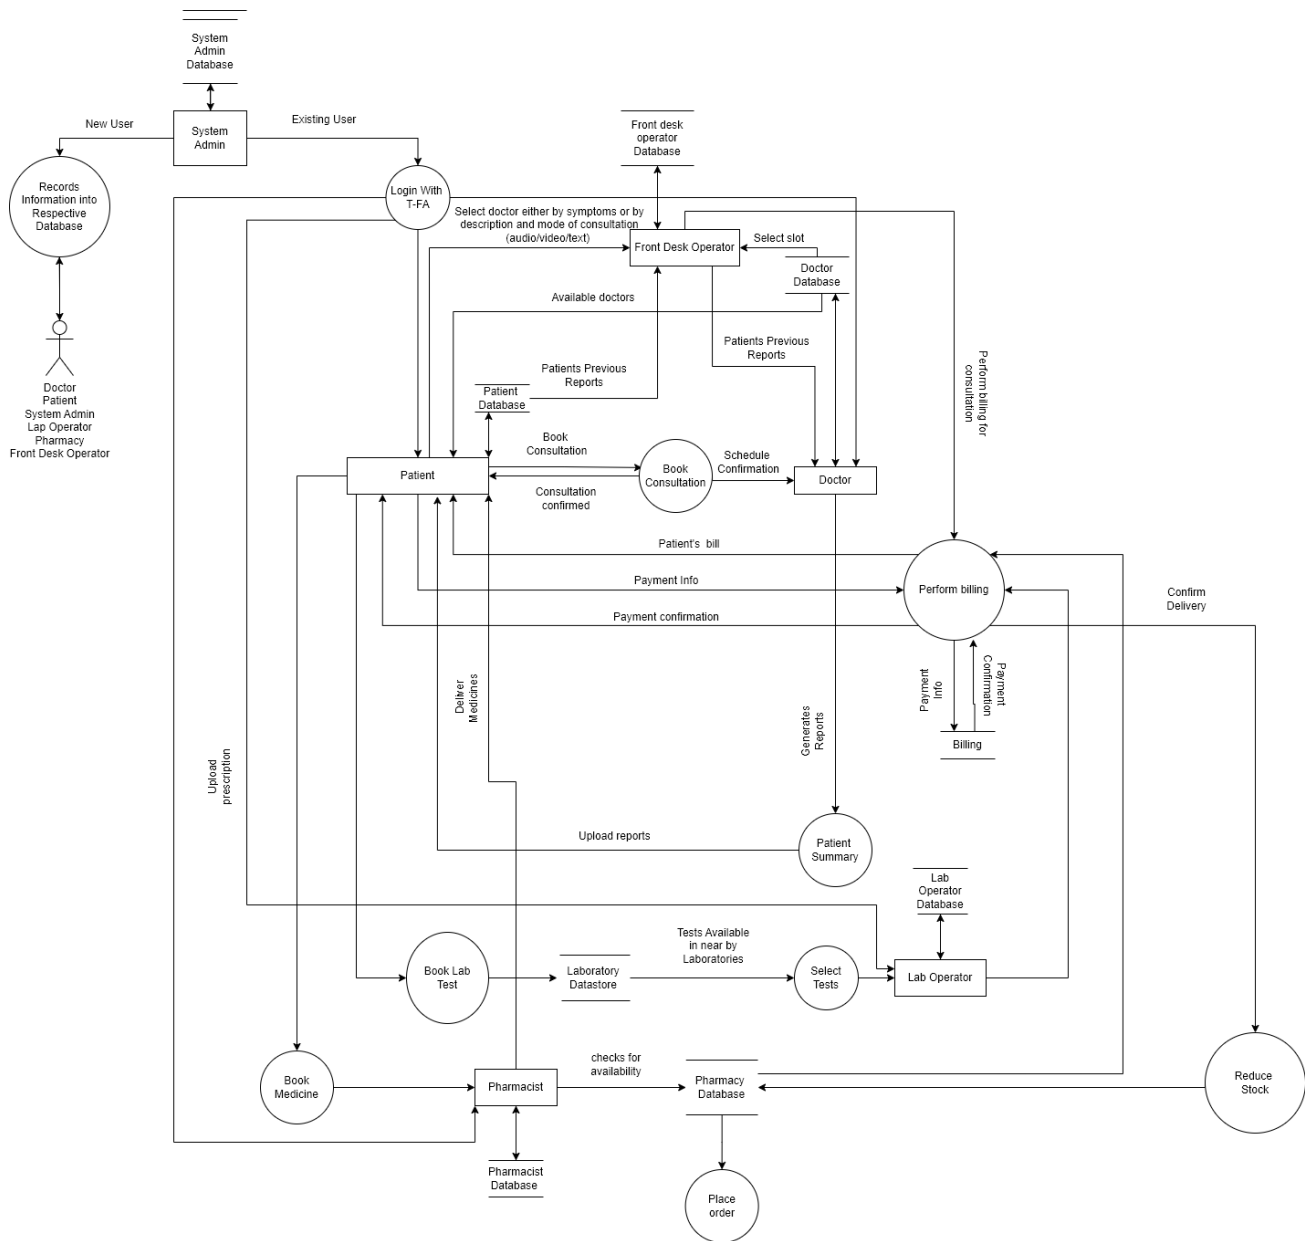 System
Admin
Database
New User
System
Admin
Existing User
Front desk
operator
Database
Records
Information into
Respective
Database
Login With
T-FA
Select doctor either by symptoms or by
description and mode of consultation
(audio/video/text)
Front Desk Operator
Select slot
Doctor
Database
Available doctors
Doctor
Patient
System Admin
Lap Operator
Pharmacy
Front Desk Operator
Patients Previous
Reports
Patients Previous
Reports
Perform billing for
consultation
Patient
Database
Book
Consultation
Patient
Book
Consultation
Schedule
Confirmation
Doctor
Consultation
confirmed
Patient's bill
Payment Info
Perform billing
Confirm
Delivery
Payment confirmation
Deliver
Medicines
Payment
Info
Payment
Confirmation
Generates
Reports
Billing
Upload
prescription
Upload reports
Patient
Summary
Lab
Operator
Database
Tests Available
in near by
Laboratories
Book Lab
Test
Laboratory
Datastore
Select
Tests
Lab Operator
checks for
availability
Book
Medicine
Pharmacist
Pharmacy
Database
Reduce
Stock
Pharmacist
Database
Place
order